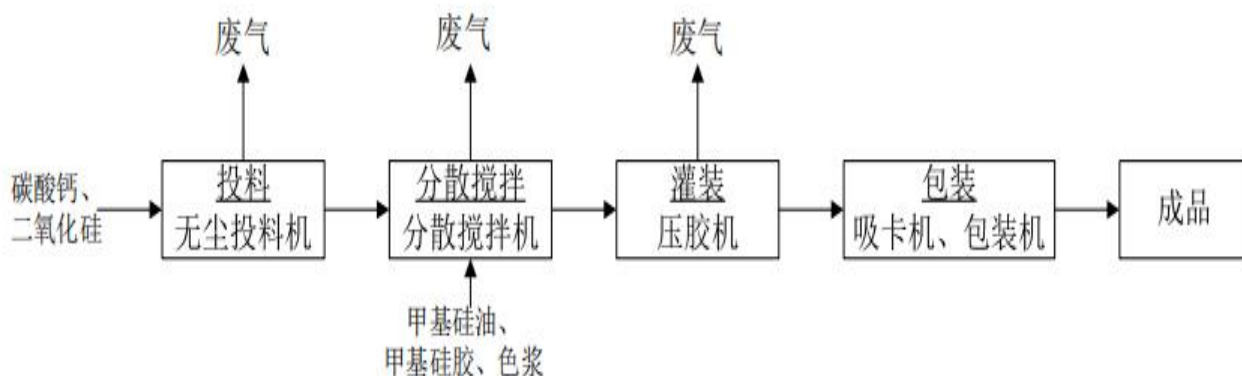 废气
废气
废气
碳酸钙、
二氧化硅
投料
无尘投料机
分散搅拌
分散搅拌机
灌装
压胶机
包装
吸卡机、包装机
成品
甲基硅油、
甲基硅胶、色浆